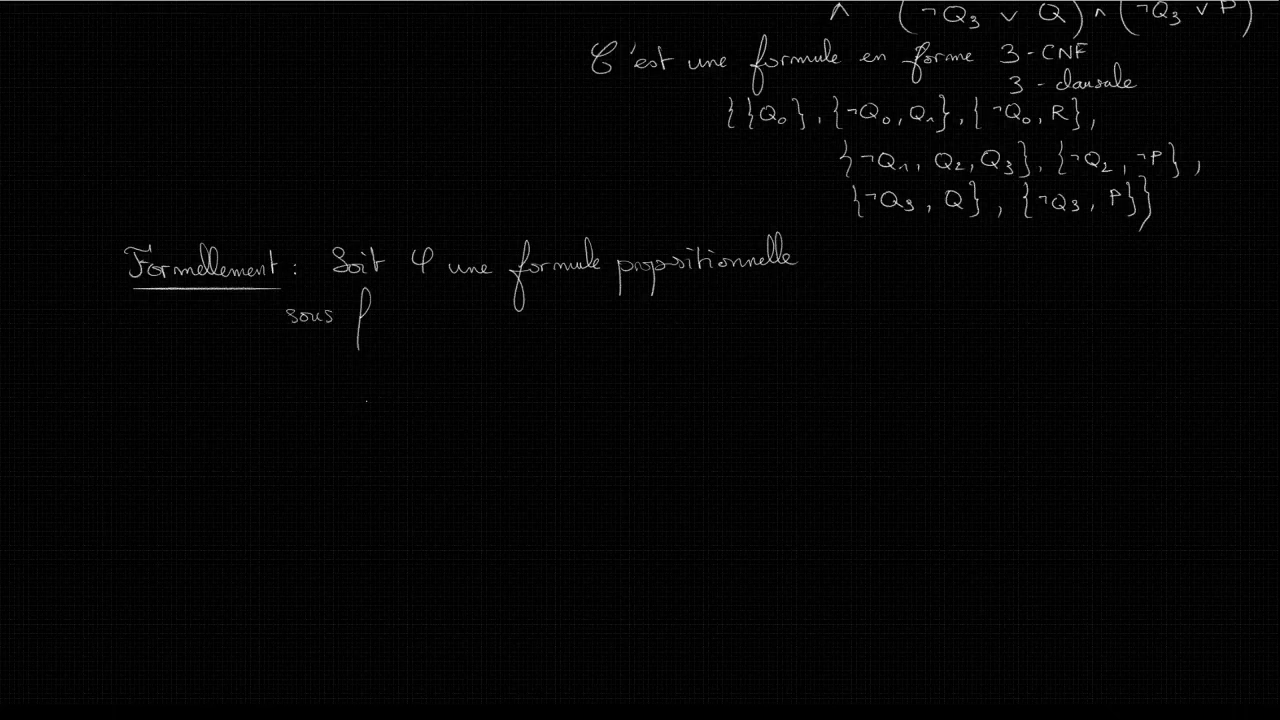 ∧ (¬Q₃ ∨ Q) ∧ (¬Q₃ ∨ P)
C'est une formule en forme 3-CNF
3-clausale
{{Q₀}, {¬Q₀, Q₁}, {¬Q₀, R},
{¬Q₁, Q₂, Q₃}, {¬Q₂, ¬P},
{¬Q₃, Q}, {¬Q₃, P}}
Formellement : Soit φ une formule propositionnelle
sous f